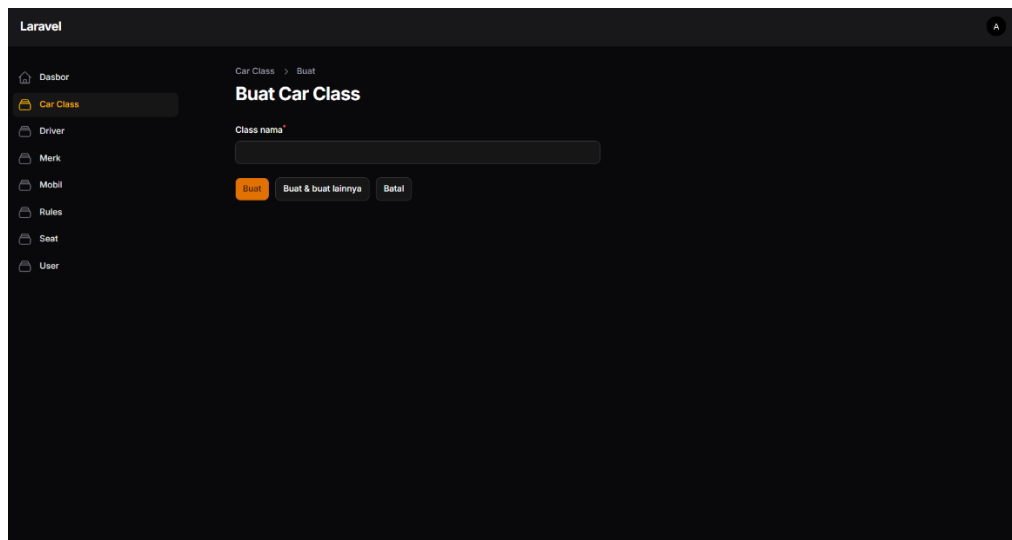 Laravel
A
Dasbor
Car Class
Driver
Merk
Mobil
Rules
Seat
User
Car Class > Buat
Buat Car Class
Class nama*
Buat
Buat & buat lainnya
Batal